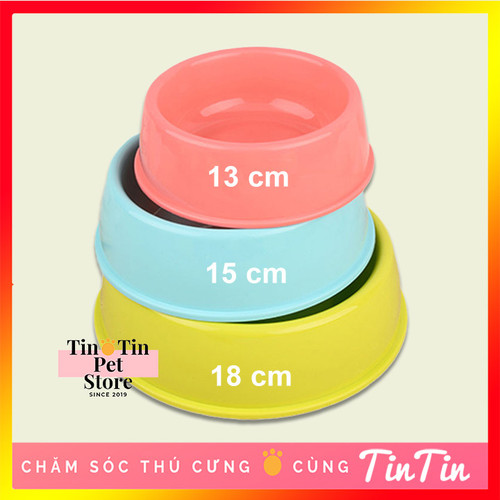 13 cm
15 cm
18 cm
Tin Tin
Pet
Store
SINCE 2019
CHĂM SÓC THÚ CƯNG CÙNG TinTin